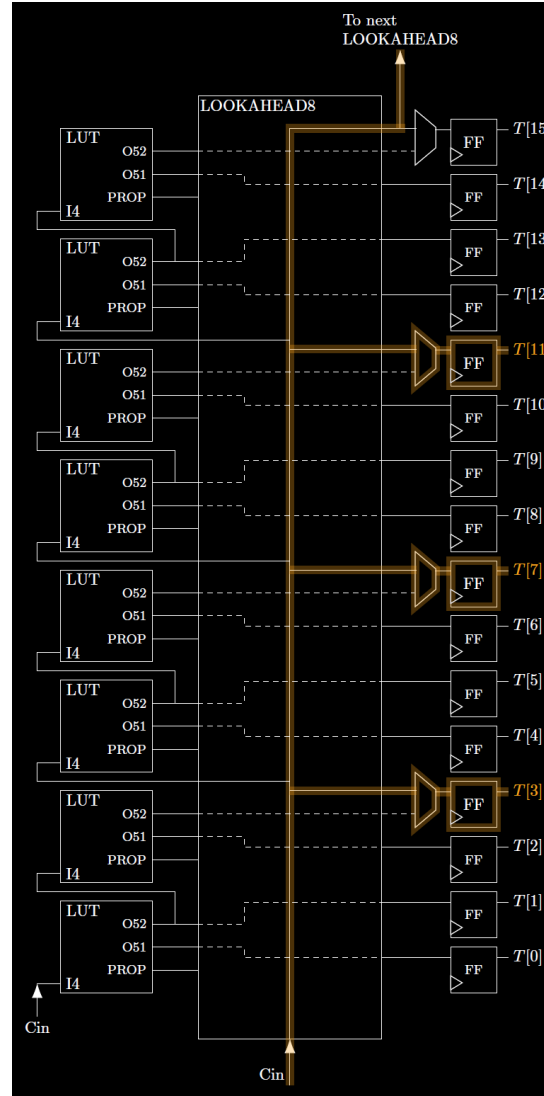 To next
LOOKAHEAD8
LOOKAHEAD8
LUT
O52
O51
PROP
I4
FF
T[15
FF
T[14
LUT
O52
O51
PROP
I4
FF
T[13
FF
T[12
LUT
O52
O51
PROP
I4
FF
T[11
FF
T[10
LUT
O52
O51
PROP
I4
FF
T[9]
FF
T[8]
LUT
O52
O51
PROP
I4
FF
T[7]
FF
T[6]
LUT
O52
O51
PROP
I4
FF
T[5]
FF
T[4]
LUT
O52
O51
PROP
I4
FF
T[3]
FF
T[2]
LUT
O52
O51
PROP
I4
FF
T[1]
FF
T[0]
Cin
Cin